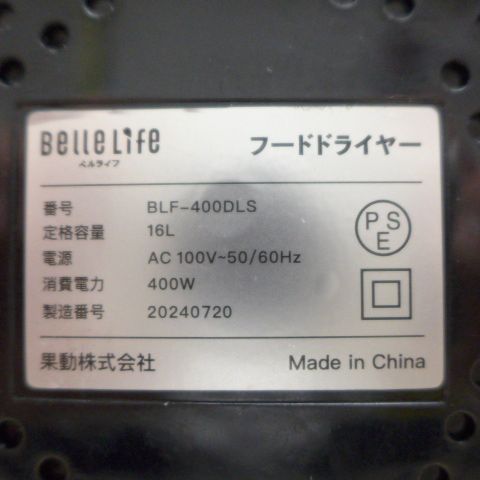 BelleLife
ベルライフ
フードドライヤー
番号 BLF-400DLS
定格容量 16L
電源 AC 100V~50/60Hz
消費電力 400W
製造番号 20240720
PSE
果動株式会社 Made in China